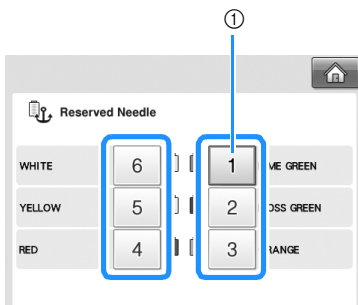 ①
Reserved Needle
WHITE 6 1 ME GREEN
YELLOW 5 2 OSS GREEN
RED 4 3 RANGE